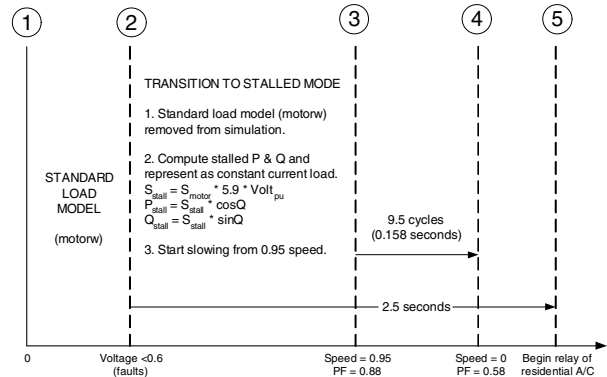 1
2
3
4
5
TRANSITION TO STALLED MODE
1. Standard load model (motorw)
removed from simulation.
2. Compute stalled P & Q and
represent as constant current load.
S_stall = S_motor * 5.9 * Volt_pu
P_stall = S_stall * cosQ
Q_stall = S_stall * sinQ
3. Start slowing from 0.95 speed.
STANDARD
LOAD
MODEL
(motorw)
9.5 cycles
(0.158 seconds)
2.5 seconds
0
Voltage <0.6
(faults)
Speed = 0.95
PF = 0.88
Speed = 0
PF = 0.58
Begin relay of
residential A/C